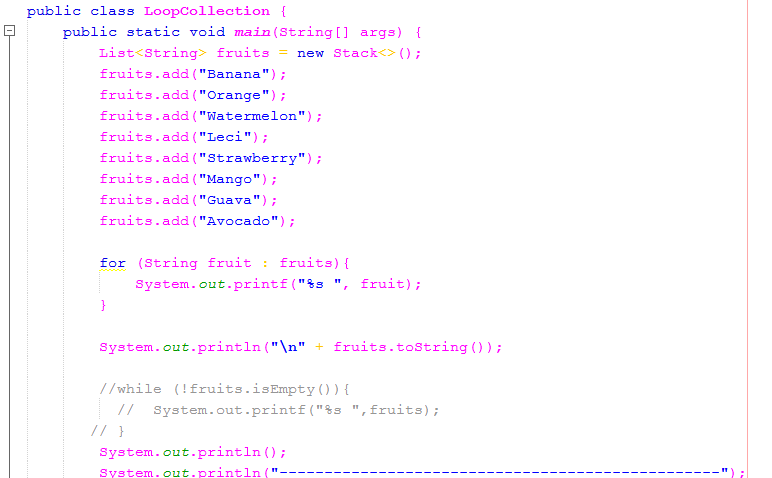 public class LoopCollection {
    public static void main(String[] args) {
        List<String> fruits = new Stack<>();
        fruits.add("Banana");
        fruits.add("Orange");
        fruits.add("Watermelon");
        fruits.add("Leci");
        fruits.add("Strawberry");
        fruits.add("Mango");
        fruits.add("Guava");
        fruits.add("Avocado");

        for (String fruit : fruits){
            System.out.printf("%s ", fruit);
        }

        System.out.println("\n" + fruits.toString());

        //while (!fruits.isEmpty()){
          //  System.out.printf("%s ",fruits);
       // }
        System.out.println();
        System.out.println("-------------------------------------------------");